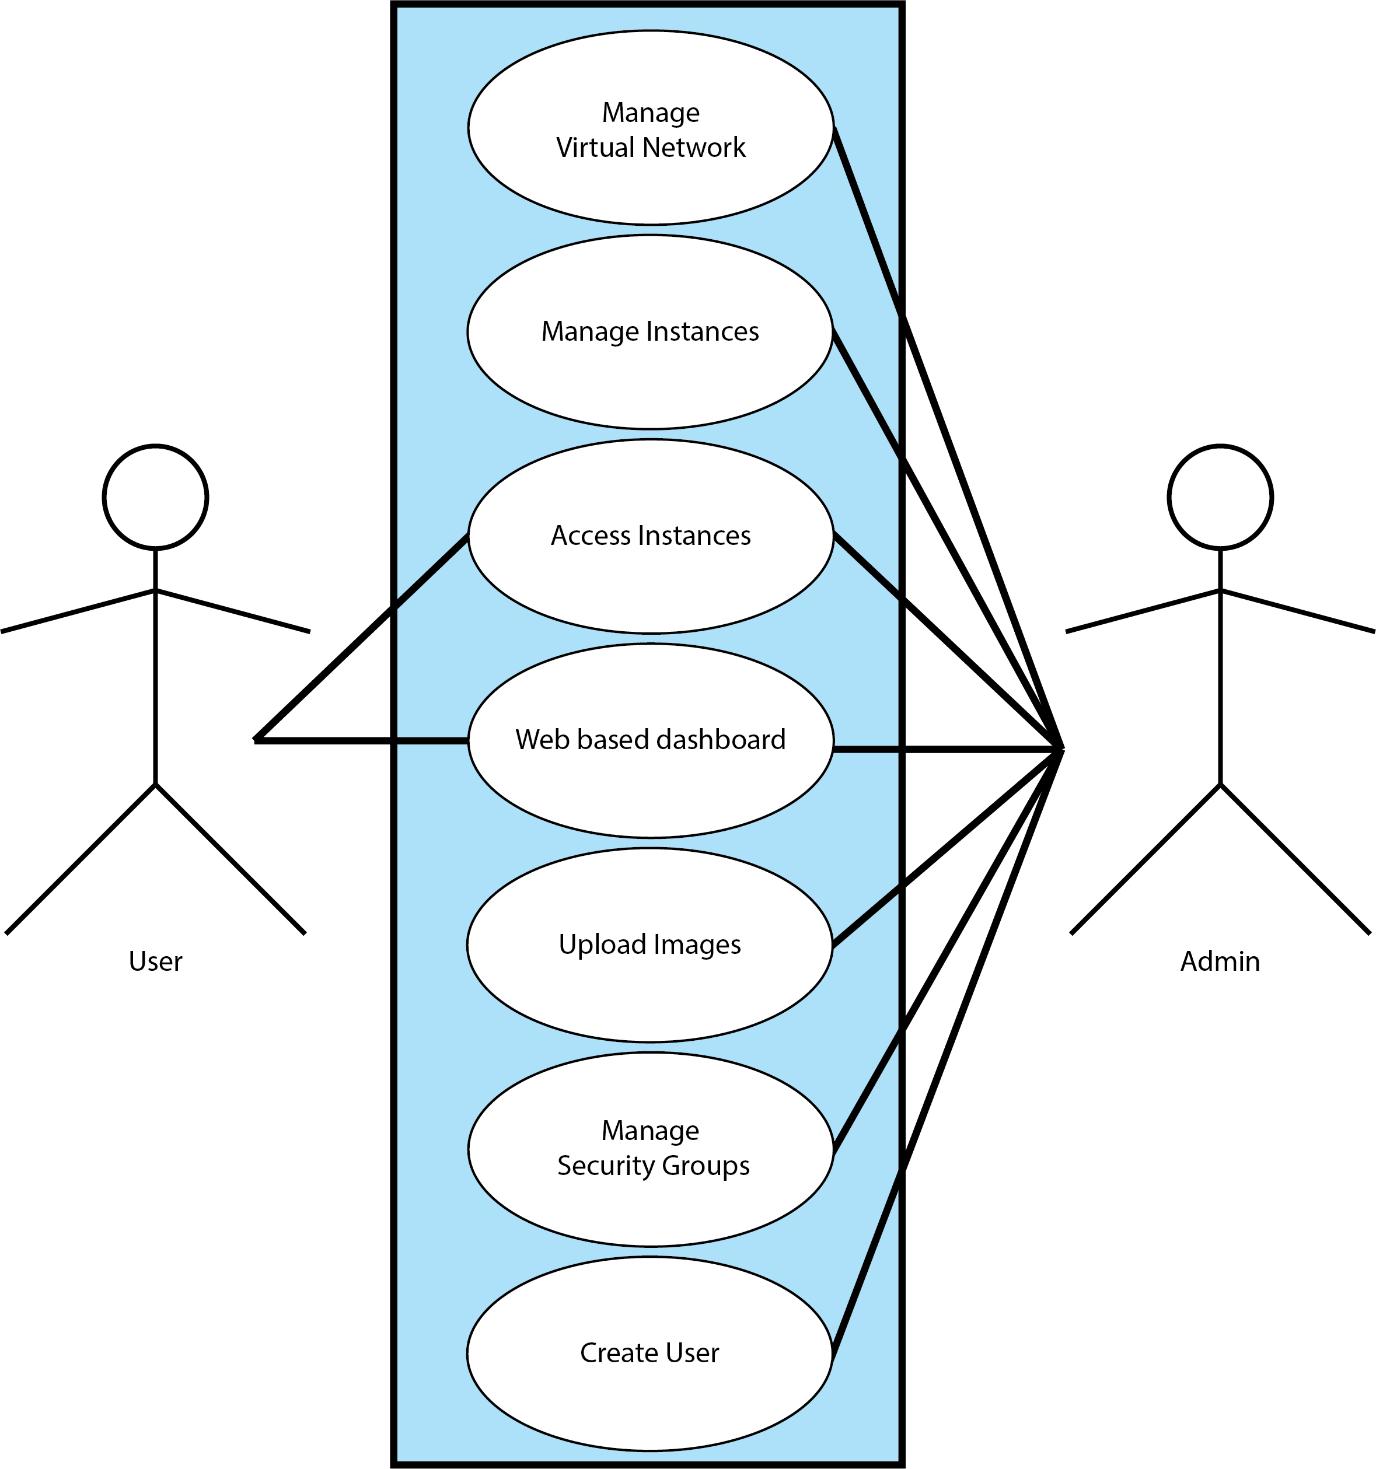 Manage
Virtual Network
Manage Instances
Access Instances
Web based dashboard
Upload Images
User
Admin
Manage
Security Groups
Create User